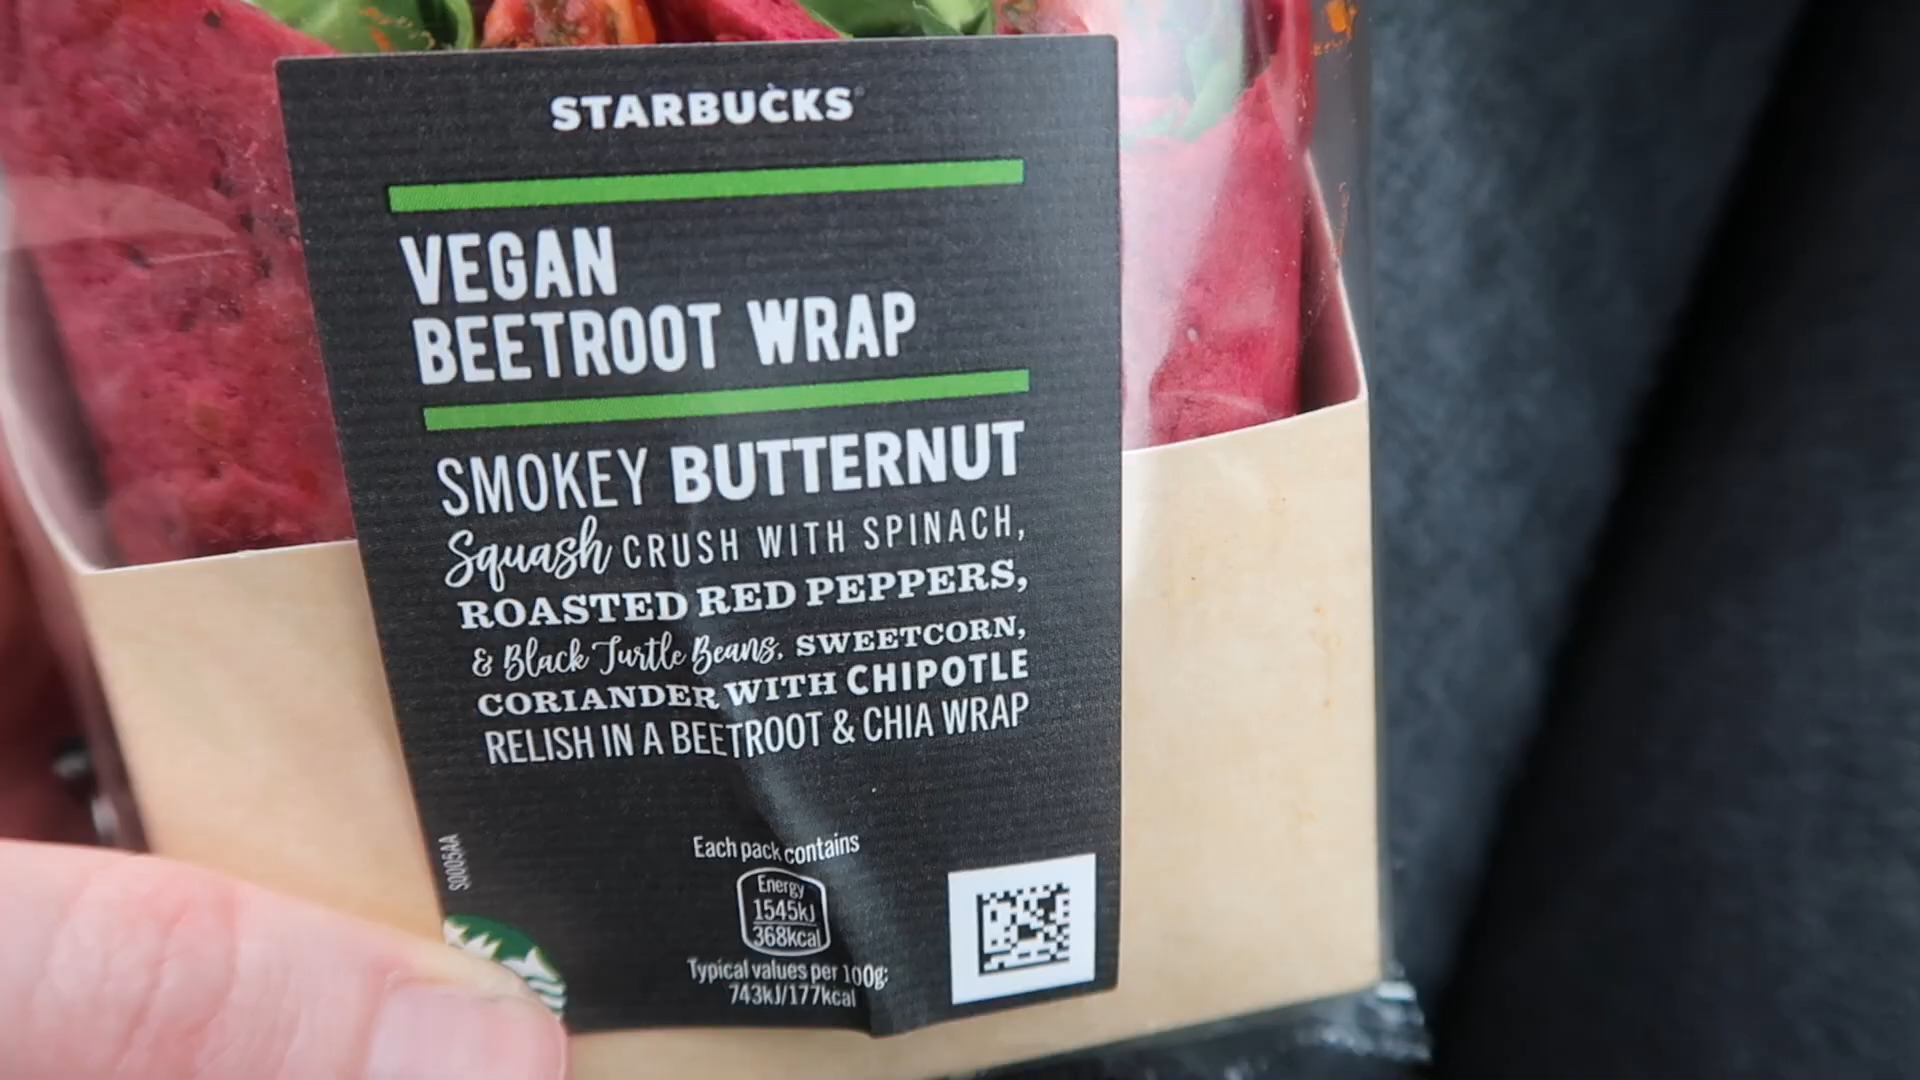 STARBUCKS
VEGAN
BEETROOT WRAP
SMOKEY BUTTERNUT
Squash CRUSH WITH SPINACH,
ROASTED RED PEPPERS,
& Black Turtle Beans, SWEETCORN,
CORIANDER WITH CHIPOTLE
RELISH IN A BEETROOT & CHIA WRAP
S0005AA
Each pack contains
Energy
1545kJ
368kcal
Typical values per 100g:
743kJ/177kcal